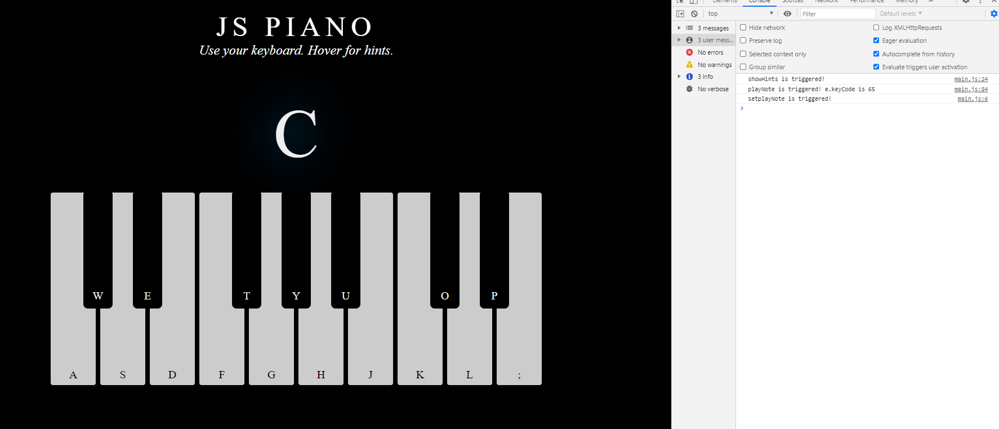 JS PIANO
Use your keyboard. Hover for hints.
C
W E T Y U O P
A S D F G H J K L ;
Elements Console Sources Network Performance Memory »
top Filter Default levels
3 messages
3 user mess...
No errors
No warnings
3 info
No verbose
Hide network Log XMLHttpRequests
Preserve log Eager evaluation
Selected context only Autocomplete from history
Group similar Evaluate triggers user activation
showHints is triggered! main.js:24
playNote is triggered! e.keyCode is 65 main.js:84
setplayNote is triggered! main.js:6